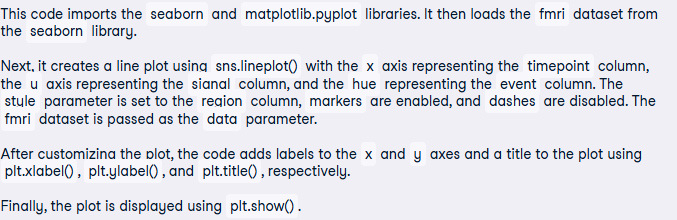 This code imports the seaborn and matplotlib.pyplot libraries. It then loads the fmri dataset from
the seaborn library.
Next, it creates a line plot using sns.lineplot() with the x axis representing the timepoint column,
the y axis representing the signal column, and the hue representing the event column. The
style parameter is set to the region column, markers are enabled, and dashes are disabled. The
fmri dataset is passed as the data parameter.
After customizing the plot, the code adds labels to the x and y axes and a title to the plot using
plt.xlabel(), plt.ylabel(), and plt.title(), respectively.
Finally, the plot is displayed using plt.show().